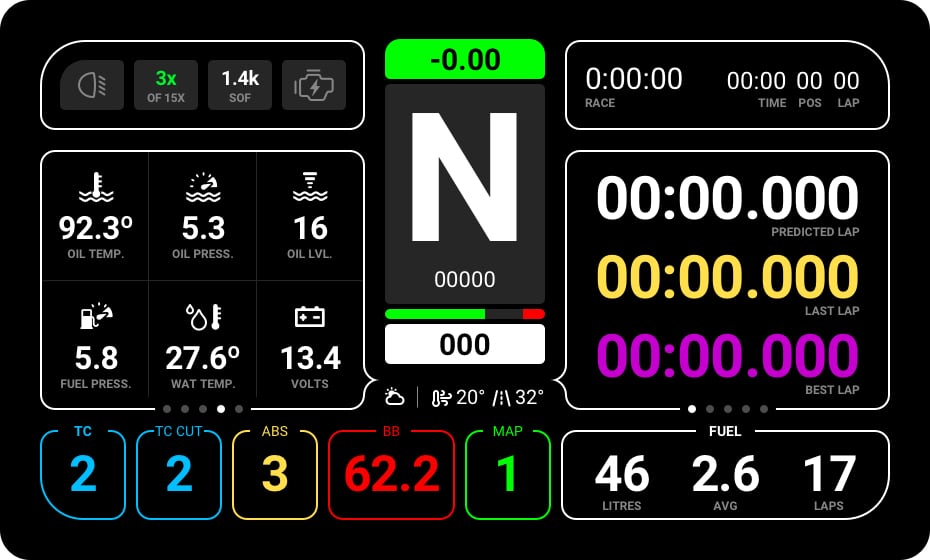 3x
OF 15X
1.4k
SOF
-0.00
N
00000
000
20° 32°
0:00:00
RACE
00:00 00 00
TIME POS LAP
92.3º
OIL TEMP.
5.3
OIL PRESS.
16
OIL LVL.
5.8
FUEL PRESS.
27.6º
WAT TEMP.
13.4
VOLTS
00:00.000
PREDICTED LAP
00:00.000
LAST LAP
00:00.000
BEST LAP
TC
2
TC CUT
2
ABS
3
BB
62.2
MAP
1
FUEL
46
LITRES
2.6
AVG
17
LAPS